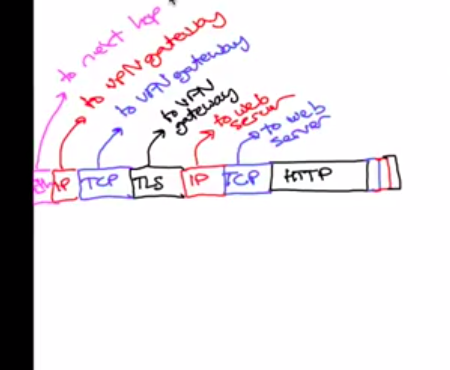 to next hop
to VPN gateway
to VPN gateway
to VPN
gateway
to web
server
to web
server
Eth IP TCP TLS IP TCP HTTP